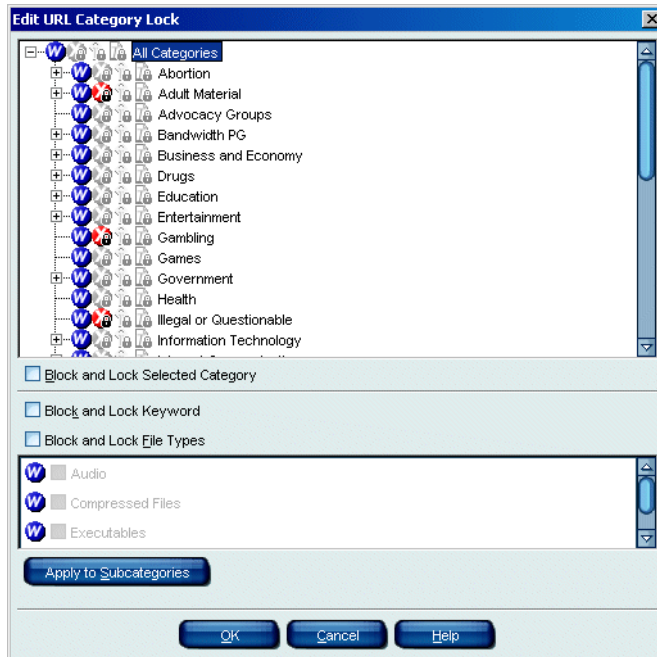 Edit URL Category Lock
All Categories
Abortion
Adult Material
Advocacy Groups
Bandwidth PG
Business and Economy
Drugs
Education
Entertainment
Gambling
Games
Government
Health
Illegal or Questionable
Information Technology
Block and Lock Selected Category
Block and Lock Keyword
Block and Lock File Types
Audio
Compressed Files
Executables
Apply to Subcategories
OK Cancel Help